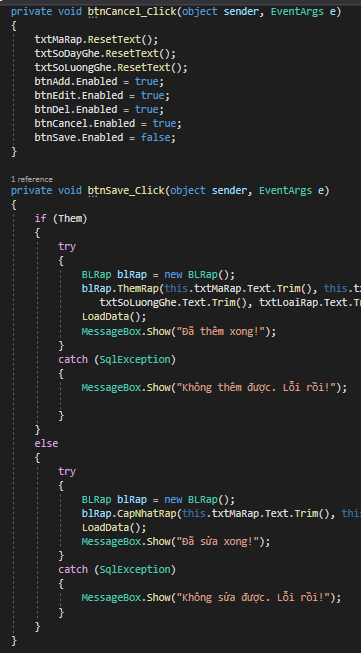 private void btnCancel_Click(object sender, EventArgs e)
{
txtMaRap.ResetText();
txtSoDayGhe.ResetText();
txtSoLuongGhe.ResetText();
btnAdd.Enabled = true;
btnEdit.Enabled = true;
btnDel.Enabled = true;
btnCancel.Enabled = true;
btnSave.Enabled = false;
}
1 reference
private void btnSave_Click(object sender, EventArgs e)
{
if (Them)
{
try
{
BLRap blRap = new BLRap();
blRap.ThemRap(this.txtMaRap.Text.Trim(), this.tx
txtSoLuongGhe.Text.Trim(), txtLoaiRap.Text.T
LoadData();
MessageBox.Show("Đã thêm xong!");
}
catch (SqlException)
{
MessageBox.Show("Không thêm được. Lỗi rồi!");
}
}
else
{
try
{
BLRap blRap = new BLRap();
blRap.CapNhatRap(this.txtMaRap.Text.Trim(), this
LoadData();
MessageBox.Show("Đã sửa xong!");
}
catch (SqlException)
{
MessageBox.Show("Không sửa được. Lỗi rồi!");
}
}
}